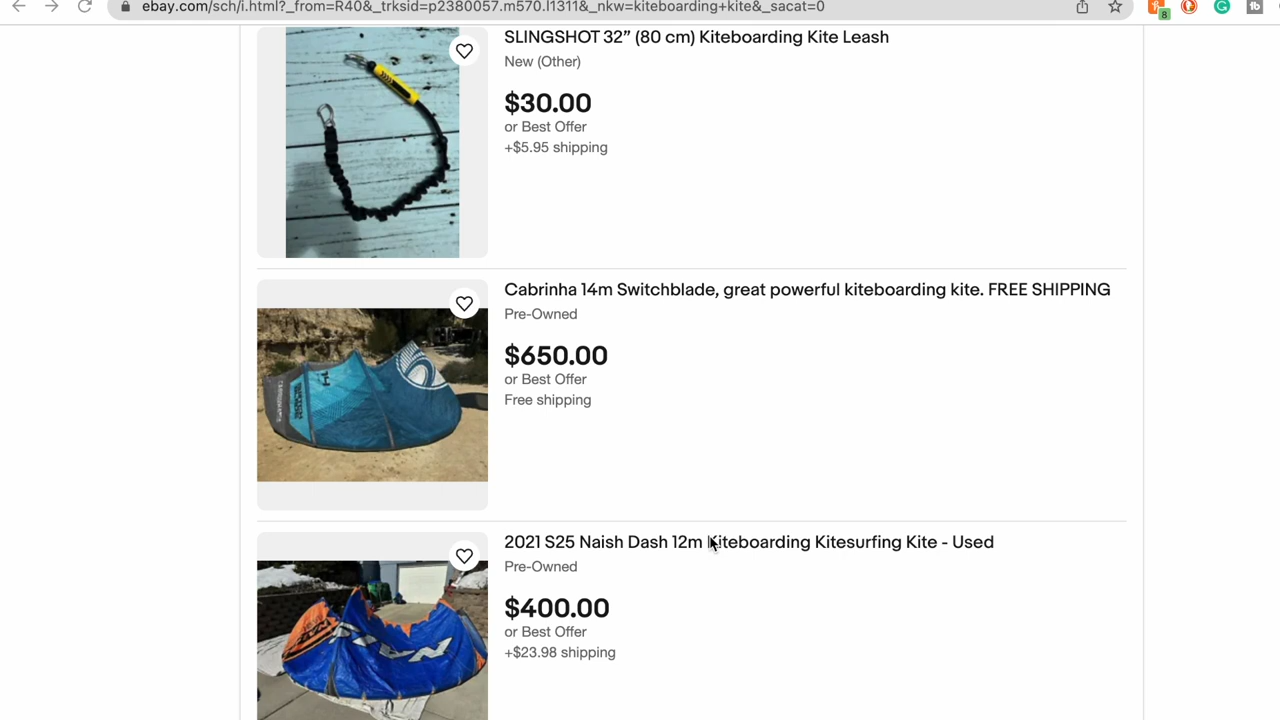 ebay.com/sch/i.html?_from=R40&_trksid=p2380057.m570.l1311&_nkw=kiteboarding+kite&_sacat=0
8
SLINGSHOT 32” (80 cm) Kiteboarding Kite Leash
New (Other)
$30.00
or Best Offer
+$5.95 shipping
Cabrinha 14m Switchblade, great powerful kiteboarding kite. FREE SHIPPING
Pre-Owned
$650.00
or Best Offer
Free shipping
2021 S25 Naish Dash 12m Kiteboarding Kitesurfing Kite - Used
Pre-Owned
$400.00
or Best Offer
+$23.98 shipping